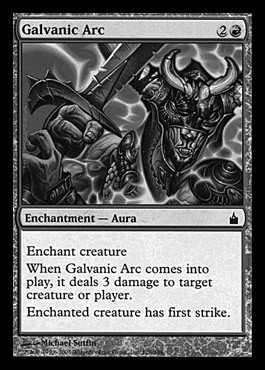 Galvanic Arc 2
Enchantment — Aura
Enchant creature
When Galvanic Arc comes into
play, it deals 3 damage to target
creature or player.
Enchanted creature has first strike.
Michael Sutfin